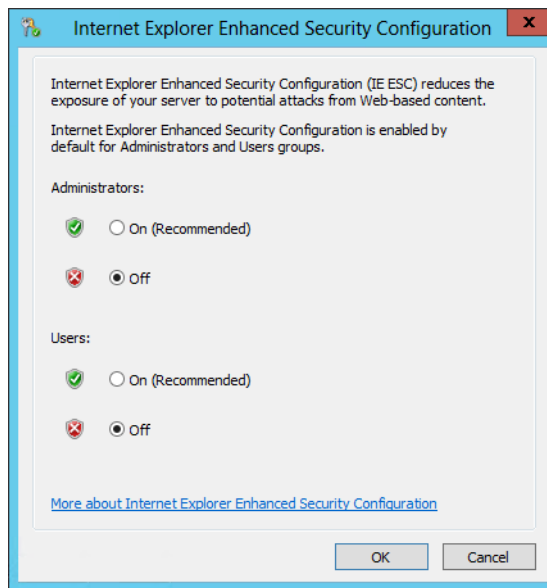 Internet Explorer Enhanced Security Configuration
x
Internet Explorer Enhanced Security Configuration (IE ESC) reduces the
exposure of your server to potential attacks from Web-based content.
Internet Explorer Enhanced Security Configuration is enabled by
default for Administrators and Users groups.
Administrators:
On (Recommended)
Off
Users:
On (Recommended)
Off
More about Internet Explorer Enhanced Security Configuration
OK Cancel